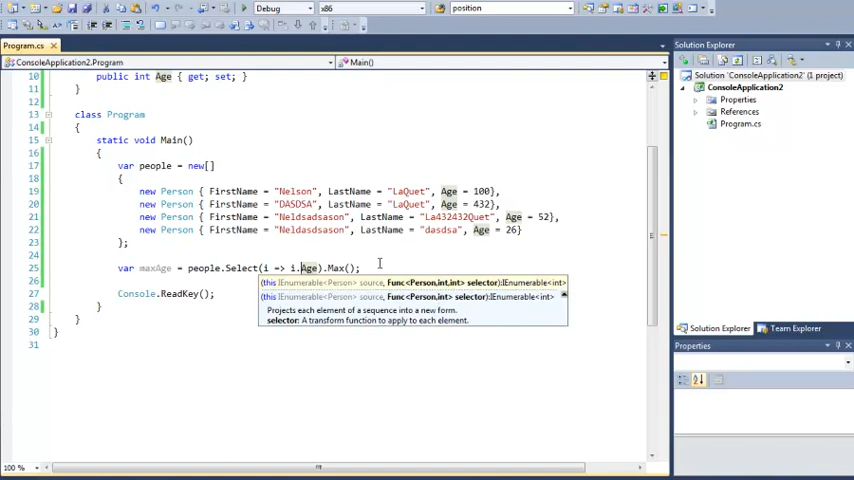 Debug
x86
position
Program.cs
ConsoleApplication2.Program
Main()
10 public int Age { get; set; }
11 }
12
13 class Program
14 {
15 static void Main()
16 {
17 var people = new[]
18 {
19 new Person { FirstName = "Nelson", LastName = "LaQuet", Age = 100},
20 new Person { FirstName = "DASDSA", LastName = "LaQuet", Age = 432},
21 new Person { FirstName = "Neldsadsason", LastName = "La432432Quet", Age = 52},
22 new Person { FirstName = "Neldasdsason", LastName = "dasdsa", Age = 26}
23 };
24
25 var maxAge = people.Select(i => i.Age).Max();
26
(this IEnumerable<Person> source, Func<Person,int,int> selector):IEnumerable<int>
27 Console.ReadKey();
(this IEnumerable<Person> source, Func<Person,int> selector):IEnumerable<int>
28 }
Projects each element of a sequence into a new form.
29 }
selector: A transform function to apply to each element.
30 }
31
100 %
Solution Explorer
Solution 'ConsoleApplication2' (1 project)
ConsoleApplication2
Properties
References
Program.cs
Solution Explorer
Team Explorer
Properties